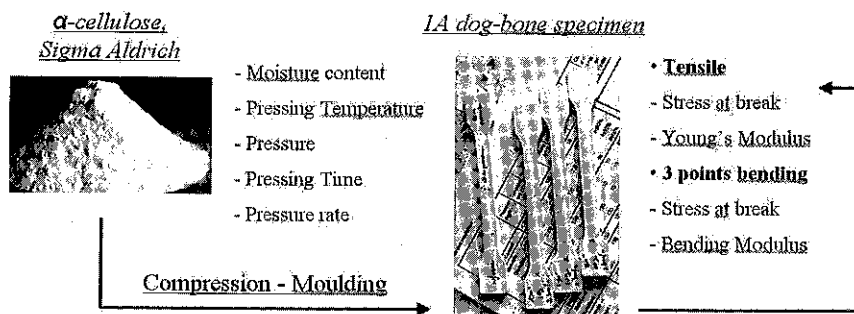 α-cellulose,
Sigma Aldrich
- Moisture content
- Pressing Temperature
- Pressure
- Pressing Time
- Pressure rate
Compression - Moulding
1A dog-bone specimen
• Tensile
- Stress at break
- Young's Modulus
• 3 points bending
- Stress at break
- Bending Modulus